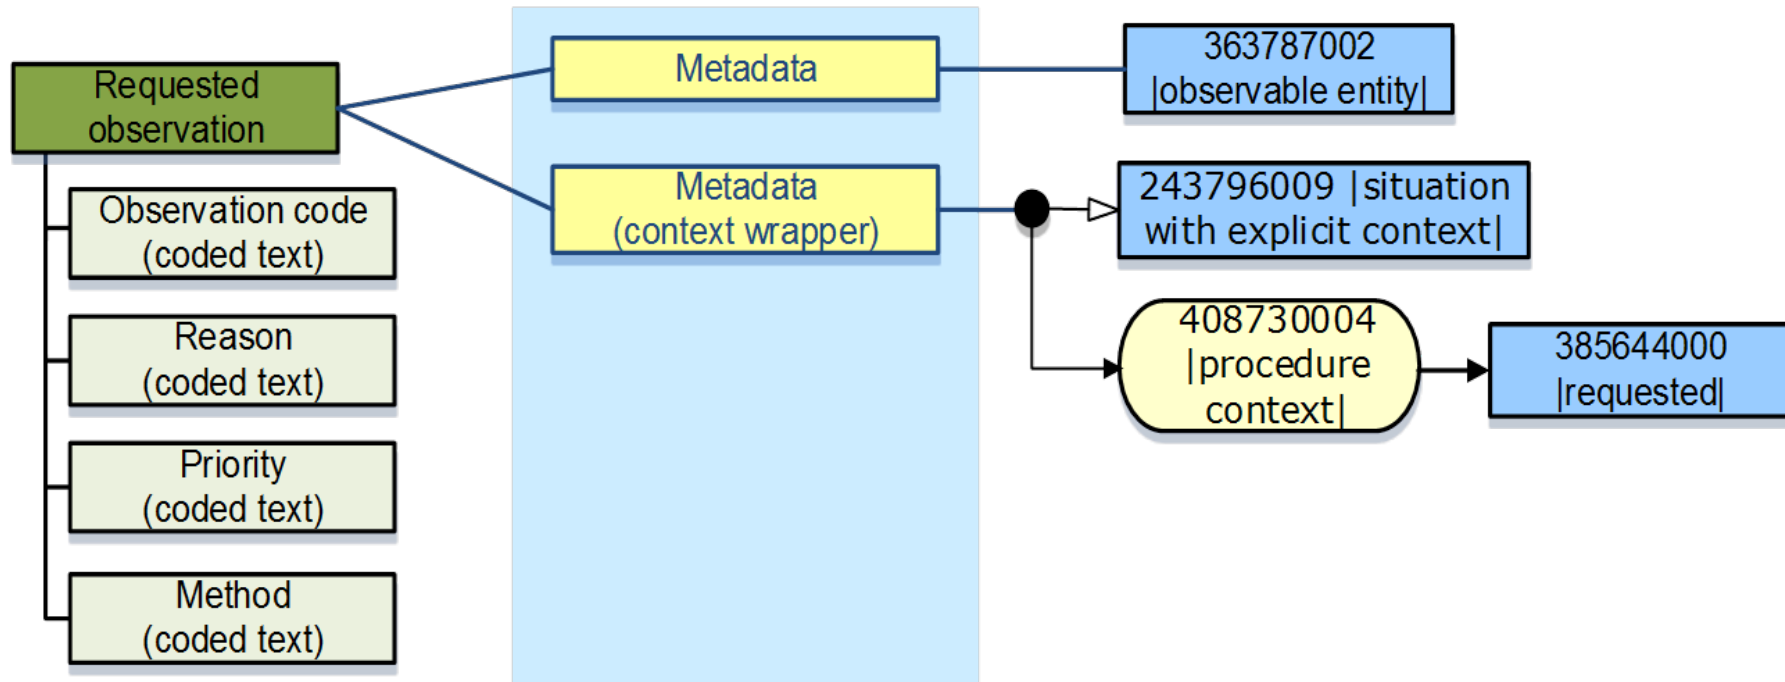 Requested
observation
Observation code
(coded text)
Reason
(coded text)
Priority
(coded text)
Method
(coded text)
Metadata
Metadata
(context wrapper)
363787002
|observable entity|
243796009 |situation
with explicit context|
408730004
|procedure
context|
385644000
|requested|